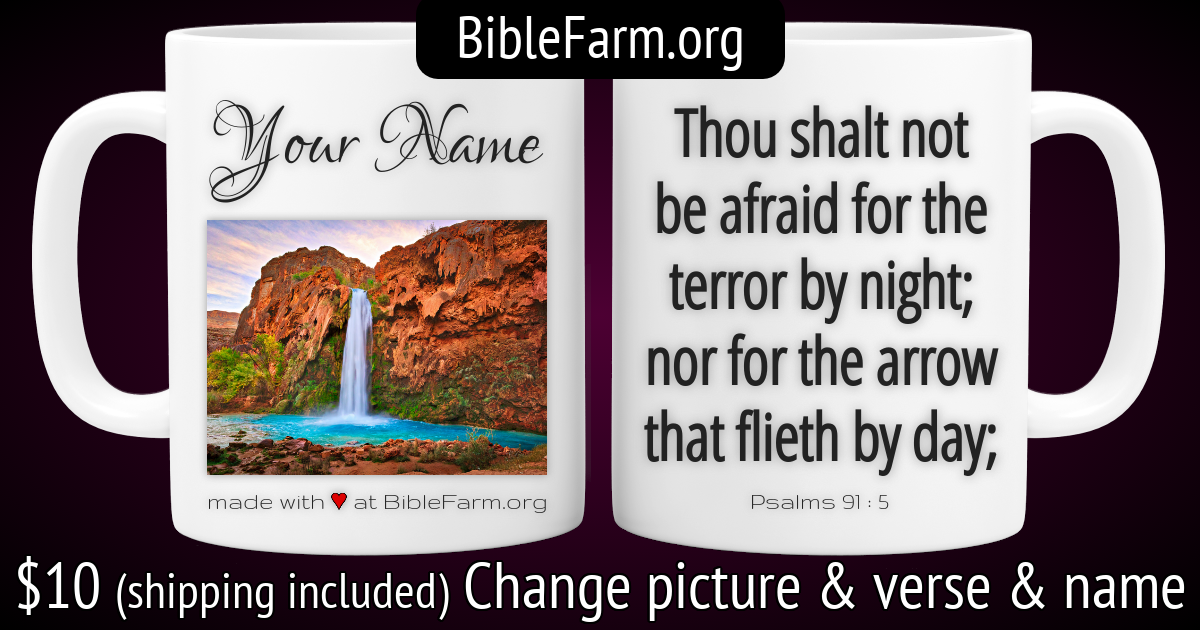 BibleFarm.org
Your Name
made with ♥ at BibleFarm.org
Thou shalt not
be afraid for the
terror by night;
nor for the arrow
that flieth by day;
Psalms 91 : 5
$10 (shipping included) Change picture & verse & name